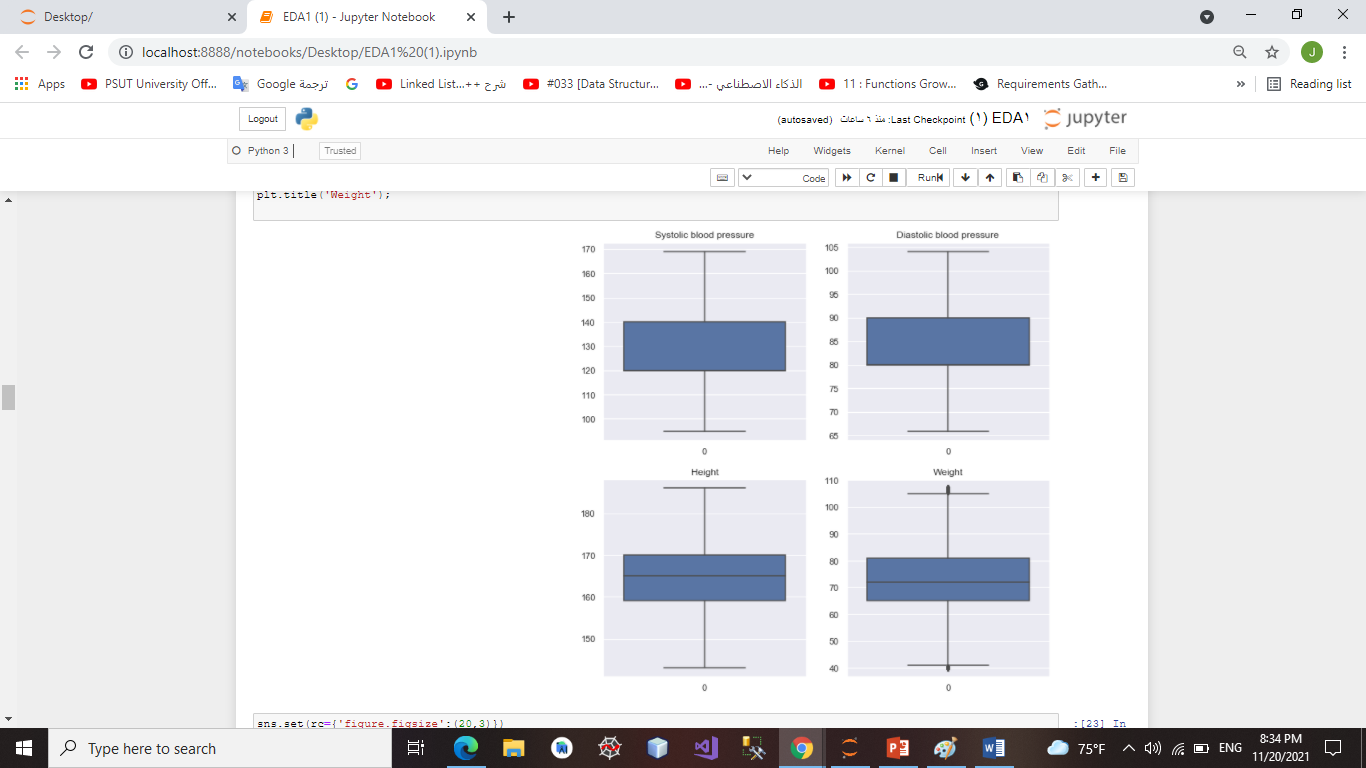 Desktop/
EDA1 (1) - Jupyter Notebook
localhost:8888/notebooks/Desktop/EDA1%20(1).ipynb
J
Apps
PSUT University Off...
ترجمة Google
Linked List...++شرح
#033 [Data Structur...
الذكاء الاصطناعي -...
11 : Functions Grow...
Requirements Gath...
»
Reading list
Logout
(autosaved) Last Checkpoint: منذ ٦ ساعات
(١) EDA١
jupyter
Python 3
Trusted
Help
Widgets
Kernel
Cell
Insert
View
Edit
File
Code
Run
plt.title('Weight');
Systolic blood pressure
170
160
150
140
130
120
110
100
0
Diastolic blood pressure
105
100
95
90
85
80
75
70
65
0
Height
180
170
160
150
0
Weight
110
100
90
80
70
60
50
40
0
sns.set(rc={'figure.figsize':(20,3)})
:[23] In
Type here to search
75°F
ENG
8:34 PM
11/20/2021